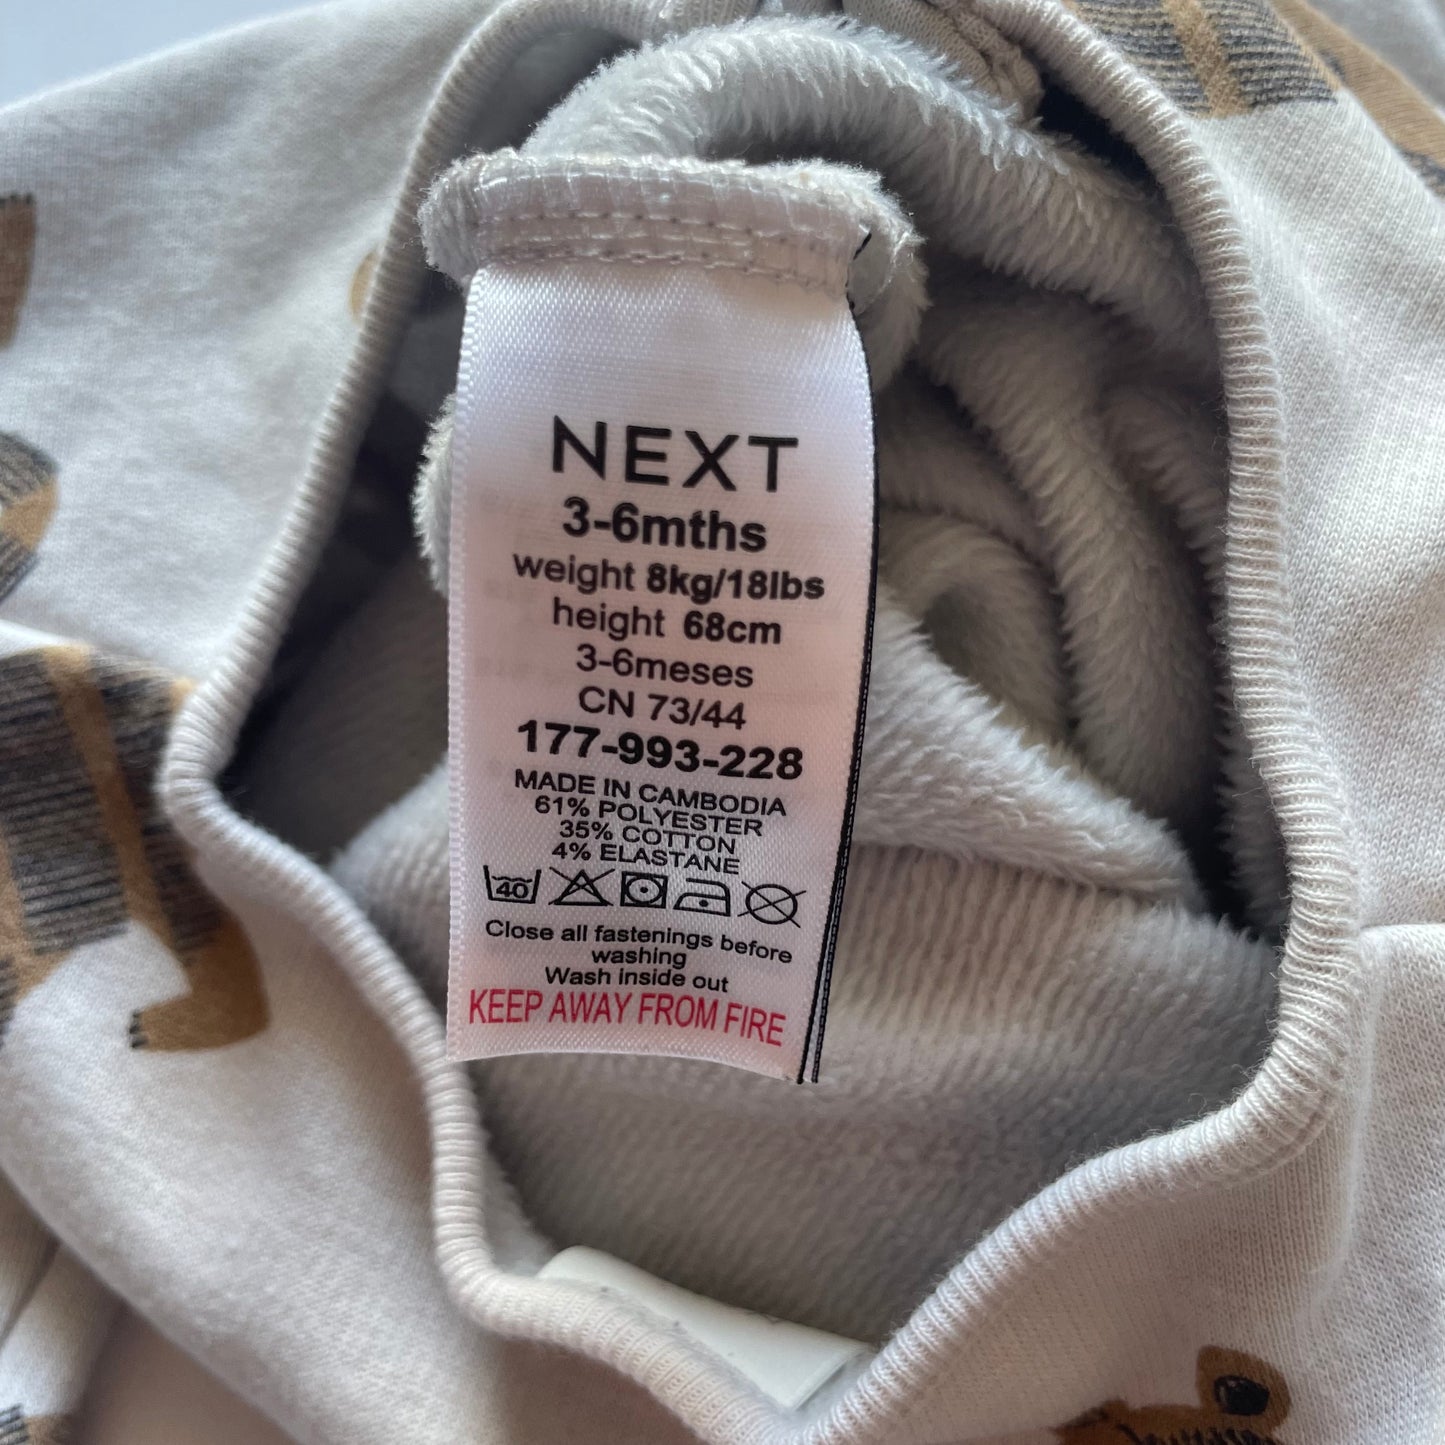 NEXT
3-6mths
weight 8kg/18lbs
height 68cm
3-6meses
CN 73/44
177-993-228
MADE IN CAMBODIA
61% POLYESTER
35% COTTON
4% ELASTANE
40
Close all fastenings before
washing
Wash inside out
KEEP AWAY FROM FIRE